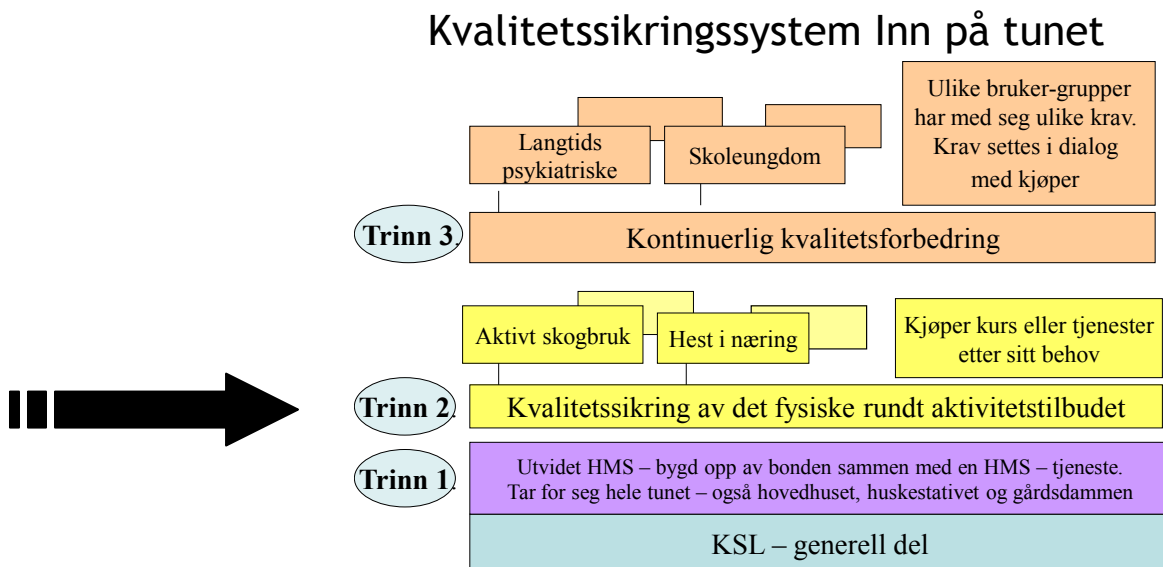 Kvalitetssikringssystem Inn på tunet
Ulike bruker-grupper
har med seg ulike krav.
Krav settes i dialog
med kjøper
Langtids
psykiatriske
Skoleungdom
Trinn 3.
Kontinuerlig kvalitetsforbedring
Aktivt skogbruk
Hest i næring
Kjøper kurs eller tjenester
etter sitt behov
Trinn 2.
Kvalitetssikring av det fysiske rundt aktivitetstilbudet
Trinn 1.
Utvidet HMS – bygd opp av bonden sammen med en HMS – tjeneste.
Tar for seg hele tunet – også hovedhuset, huskestativet og gårdsdammen
KSL – generell del